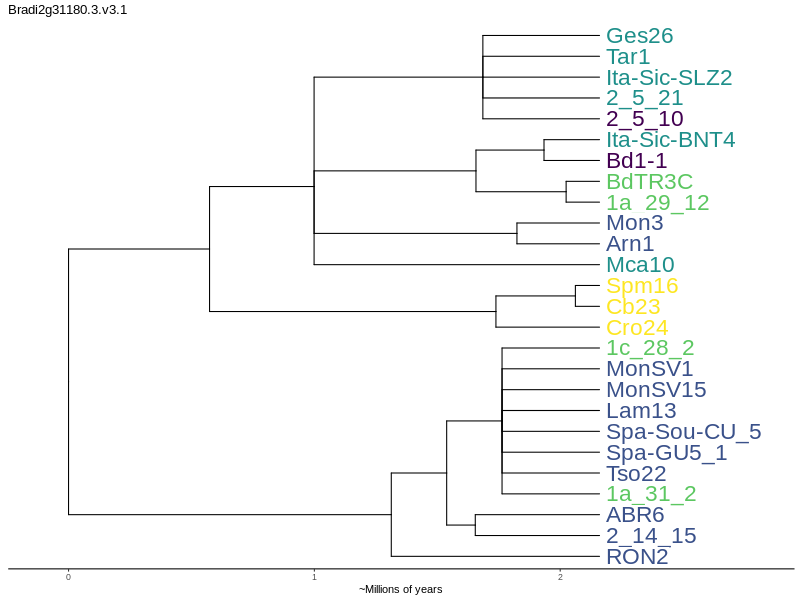 Bradi2g31180.3.v3.1
Ges26
Tar1
Ita-Sic-SLZ2
2_5_21
2_5_10
Ita-Sic-BNT4
Bd1-1
BdTR3C
1a_29_12
Mon3
Arn1
Mca10
Spm16
Cb23
Cro24
1c_28_2
MonSV1
MonSV15
Lam13
Spa-Sou-CU_5
Spa-GU5_1
Tso22
1a_31_2
ABR6
2_14_15
RON2
0 1 2
~Millions of years